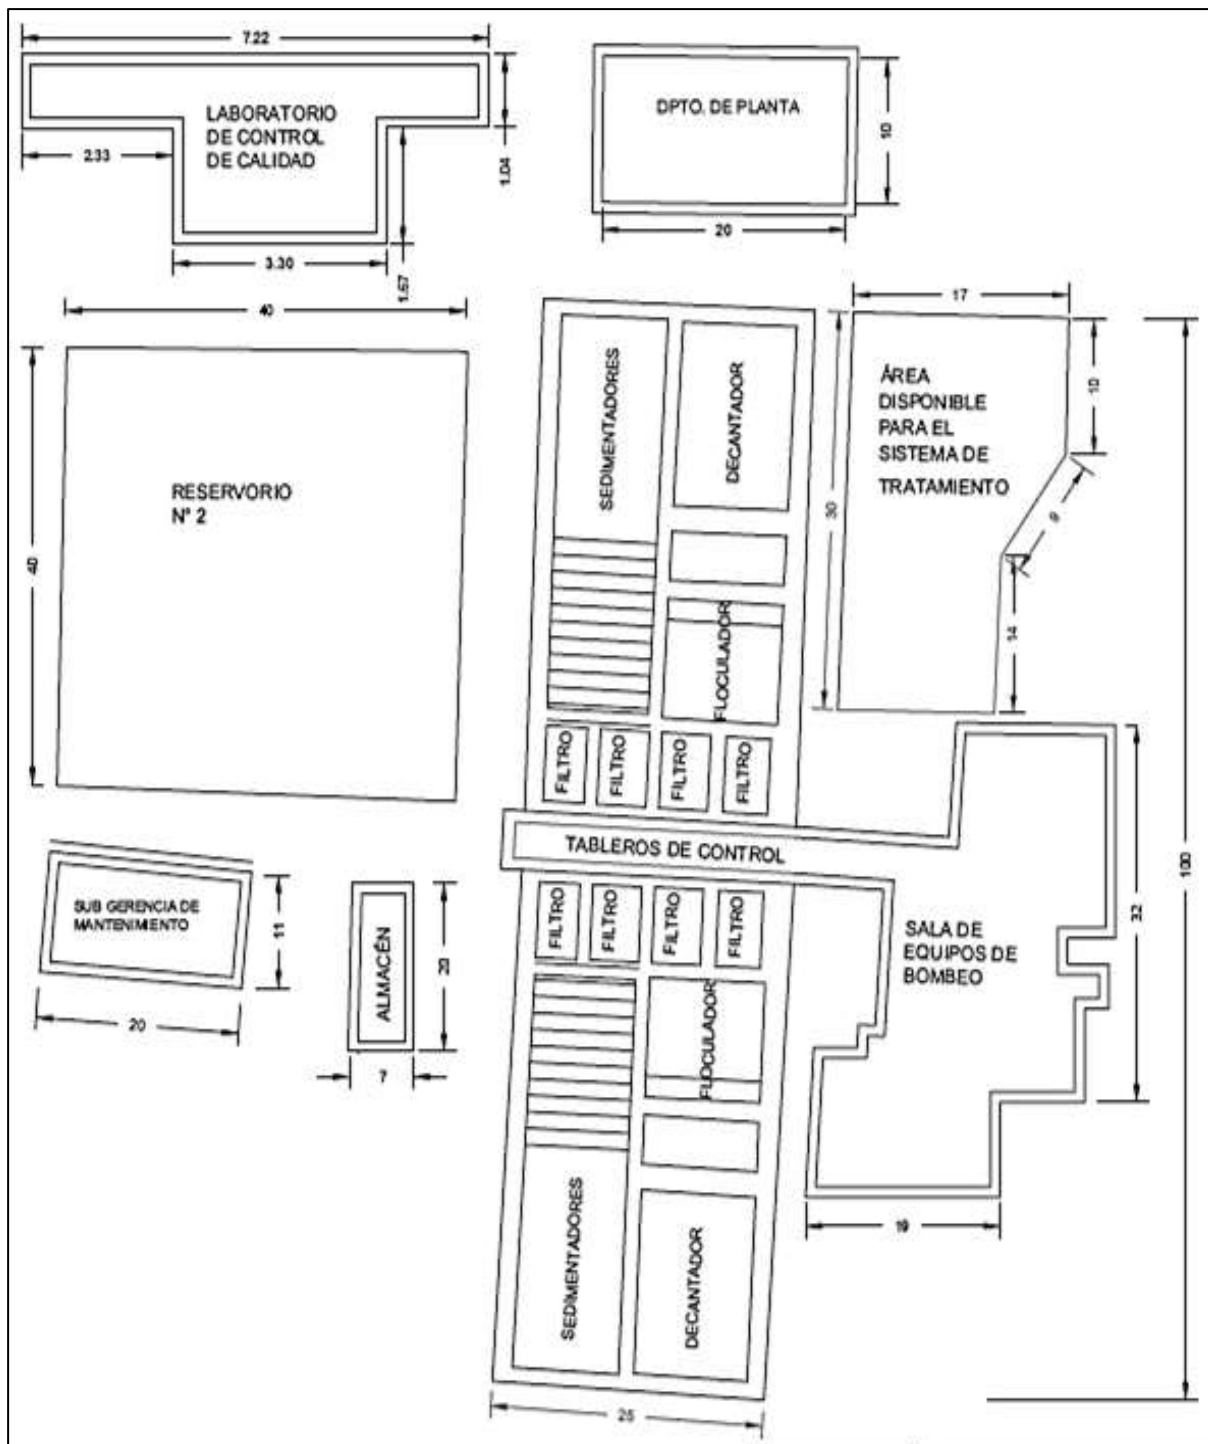 7.22
LABORATORIO
DE CONTROL
DE CALIDAD
2.33
1.04
3.30
1.67
DPTO. DE PLANTA
10
20
40
40
RESERVORIO
N° 2
SEDIMENTADORES
DECANTADOR
FLOCULADOR
FILTRO
FILTRO
FILTRO
FILTRO
17
ÁREA
DISPONIBLE
PARA EL
SISTEMA DE
TRATAMIENTO
10
30
14
100
TABLEROS DE CONTROL
SUB GERENCIA DE
MANTENIMIENTO
11
20
ALMACÉN
20
7
FILTRO
FILTRO
FILTRO
FILTRO
FLOCULADOR
SEDIMENTADORES
DECANTADOR
SALA DE
EQUIPOS DE
BOMBEO
32
19
25